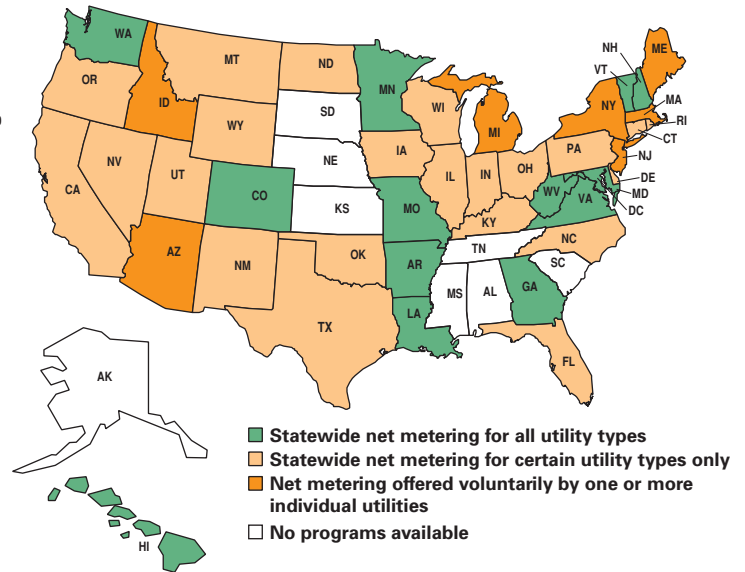 WA
MT
ND
MN
OR
ID
WY
SD
WI
MI
NY
VT
NH
ME
MA
RI
CT
NJ
PA
DE
MD
DC
NV
UT
CO
NE
IA
IL
IN
OH
WV
VA
CA
KS
MO
KY
AZ
NM
OK
AR
TN
NC
SC
TX
LA
MS
AL
GA
FL
AK
HI
Statewide net metering for all utility types
Statewide net metering for certain utility types only
Net metering offered voluntarily by one or more
individual utilities
No programs available